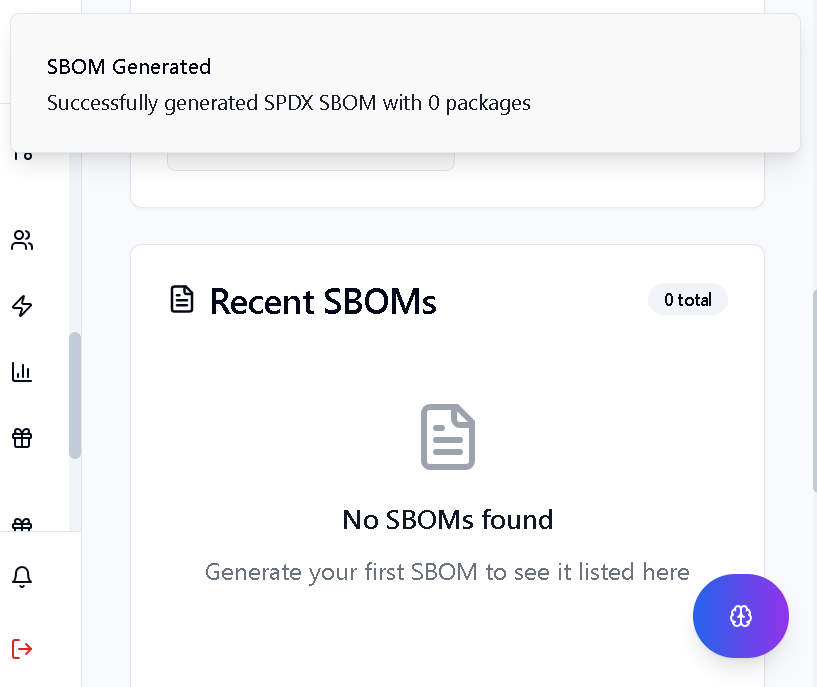 SBOM Generated
Successfully generated SPDX SBOM with 0 packages
Recent SBOMs
0 total
No SBOMs found
Generate your first SBOM to see it listed here